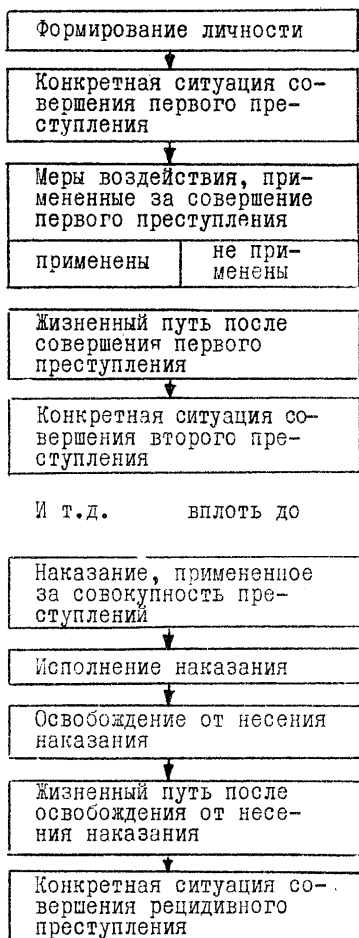 Формирование личности
Конкретная ситуация со-
вершения первого пре-
ступления
Меры воздействия, при-
мененные за совершение
первого преступления
применены
не при-
менены
Жизненный путь после
совершения первого
преступления
Конкретная ситуация со-
вершения второго пре-
ступления
И т.д. вплоть до
Наказание, примененное
за совокупность пре-
ступлений
Исполнение наказания
Освобождение от несения
наказания
Жизненный путь после
освобождения от несе-
ния наказания
Конкретная ситуация со-
вершения рецидивного
преступления